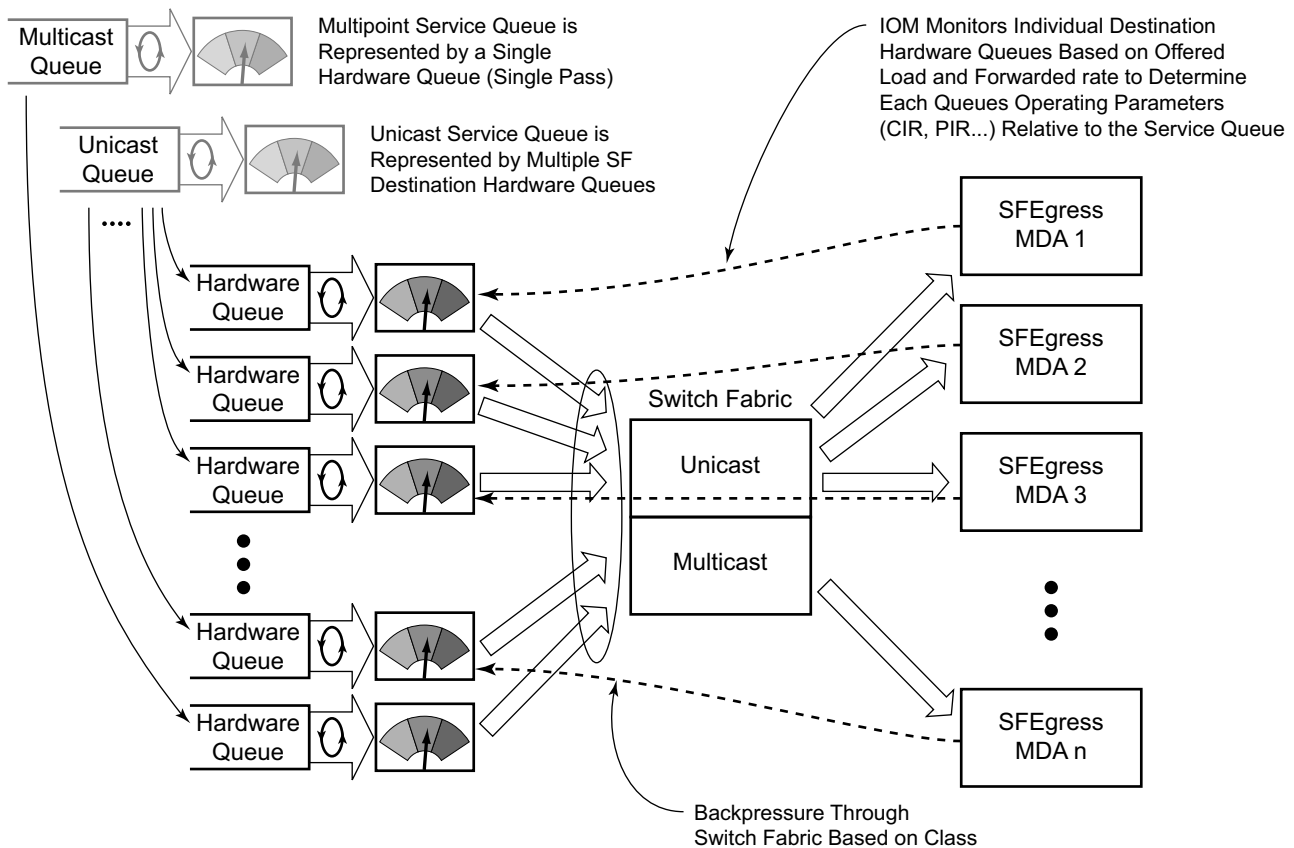 Multicast
Queue
Multipoint Service Queue is
Represented by a Single
Hardware Queue (Single Pass)
IOM Monitors Individual Destination
Hardware Queues Based on Offered
Load and Forwarded rate to Determine
Each Queues Operating Parameters
(CIR, PIR...) Relative to the Service Queue
Unicast
Queue
Unicast Service Queue is
Represented by Multiple SF
Destination Hardware Queues
Hardware
Queue
Hardware
Queue
Hardware
Queue
Hardware
Queue
Hardware
Queue
Switch Fabric
Unicast
Multicast
SFEgress
MDA 1
SFEgress
MDA 2
SFEgress
MDA 3
SFEgress
MDA n
Backpressure Through
Switch Fabric Based on Class